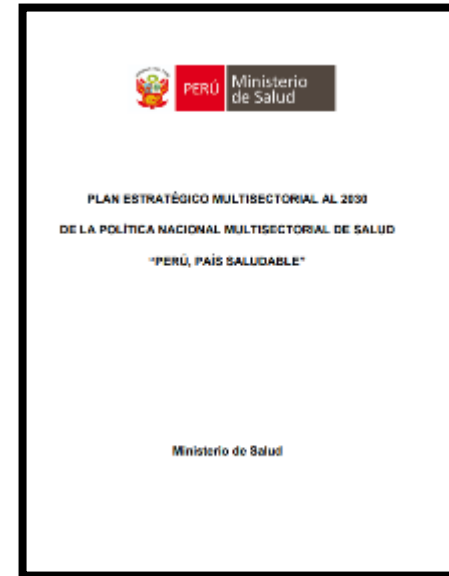 PERÚ
Ministerio
de Salud
PLAN ESTRATÉGICO MULTISECTORIAL AL 2030
DE LA POLÍTICA NACIONAL MULTISECTORIAL DE SALUD
"PERÚ, PAÍS SALUDABLE"
Ministerio de Salud